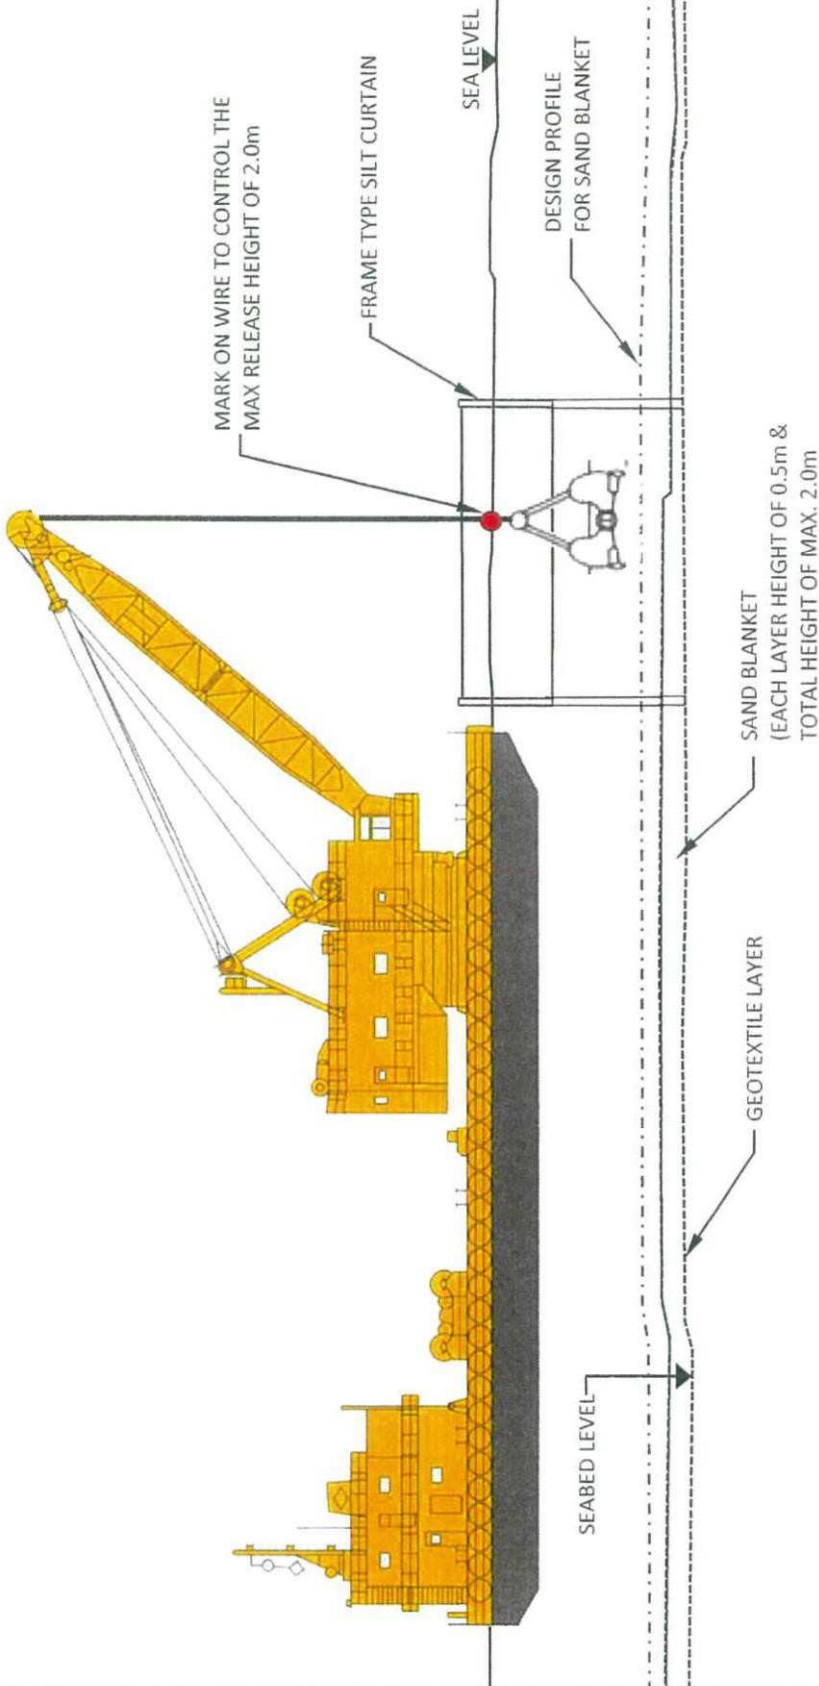 MARK ON WIRE TO CONTROL THE
MAX RELEASE HEIGHT OF 2.0m
FRAME TYPE SILT CURTAIN
SEA LEVEL
DESIGN PROFILE
FOR SAND BLANKET
SEABED LEVEL
GEOTEXTILE LAYER
SAND BLANKET
(EACH LAYER HEIGHT OF 0.5m &
TOTAL HEIGHT OF MAX. 2.0m